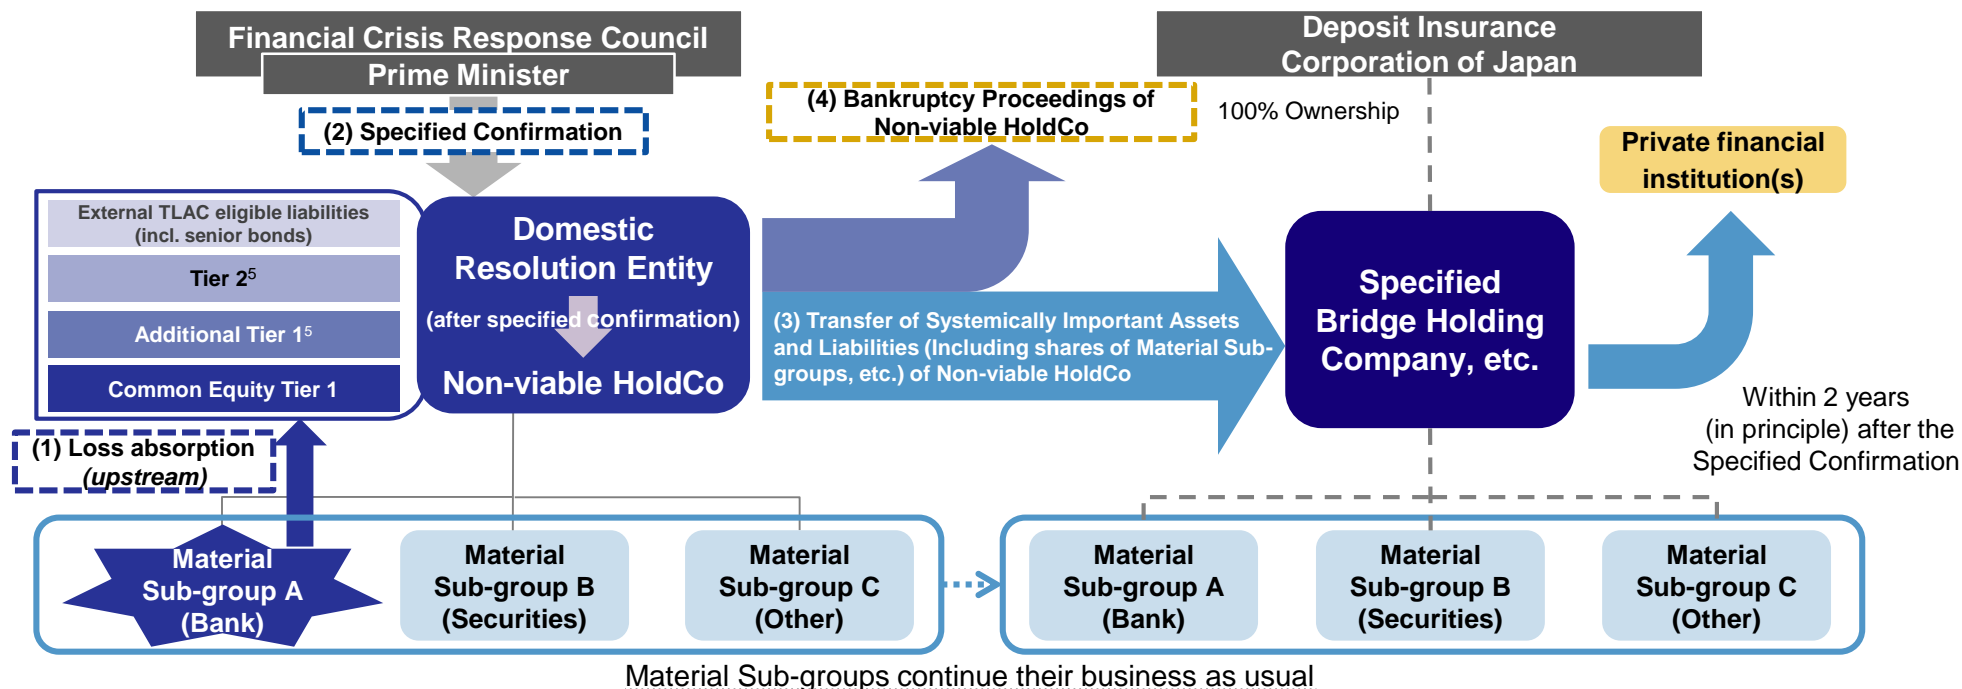 Financial Crisis Response Council
Prime Minister
Deposit Insurance
Corporation of Japan
(2) Specified Confirmation
(4) Bankruptcy Proceedings of
Non-viable HoldCo
100% Ownership
Private financial
institution(s)
External TLAC eligible liabilities
(incl. senior bonds)
Tier 2⁵
Additional Tier 1⁵
Common Equity Tier 1
Domestic
Resolution Entity
(after specified confirmation)
Non-viable HoldCo
(3) Transfer of Systemically Important Assets
and Liabilities (Including shares of Material Sub-
groups, etc.) of Non-viable HoldCo
Specified
Bridge Holding
Company, etc.
Within 2 years
(in principle) after the
Specified Confirmation
(1) Loss absorption
(upstream)
Material
Sub-group A
(Bank)
Material
Sub-group B
(Securities)
Material
Sub-group C
(Other)
Material
Sub-group A
(Bank)
Material
Sub-group B
(Securities)
Material
Sub-group C
(Other)
Material Sub-groups continue their business as usual